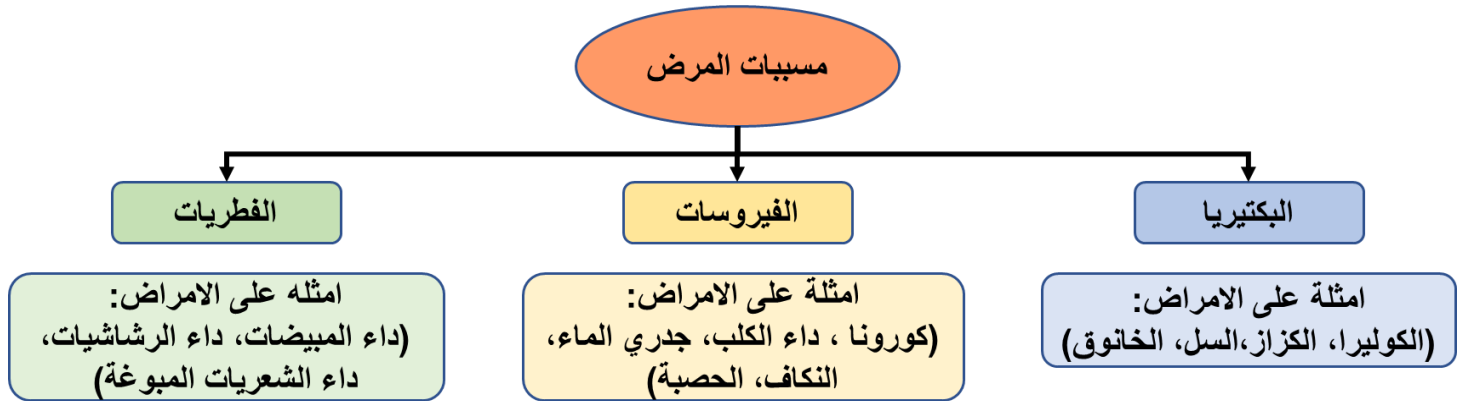 مسببات المرض
البكتيريا
الفيروسات
الفطريات
امثلة على الامراض:
(الكوليرا، الكزاز،السل، الخانوق)
امثلة على الامراض:
(كورونا ، داء الكلب، جدري الماء،
النكاف، الحصبة)
امثله على الامراض:
(داء المبيضات، داء الرشاشيات،
داء الشعريات المبوغة)